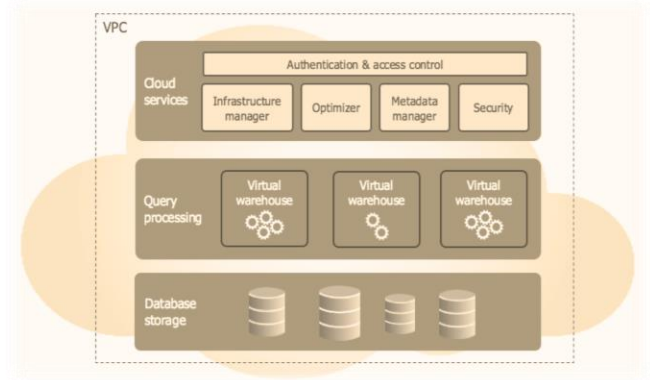 VPC
Authentication & access control
Cloud
services
Infrastructure
manager
Optimizer
Metadata
manager
Security
Query
processing
Virtual
warehouse
Virtual
warehouse
Virtual
warehouse
Database
storage